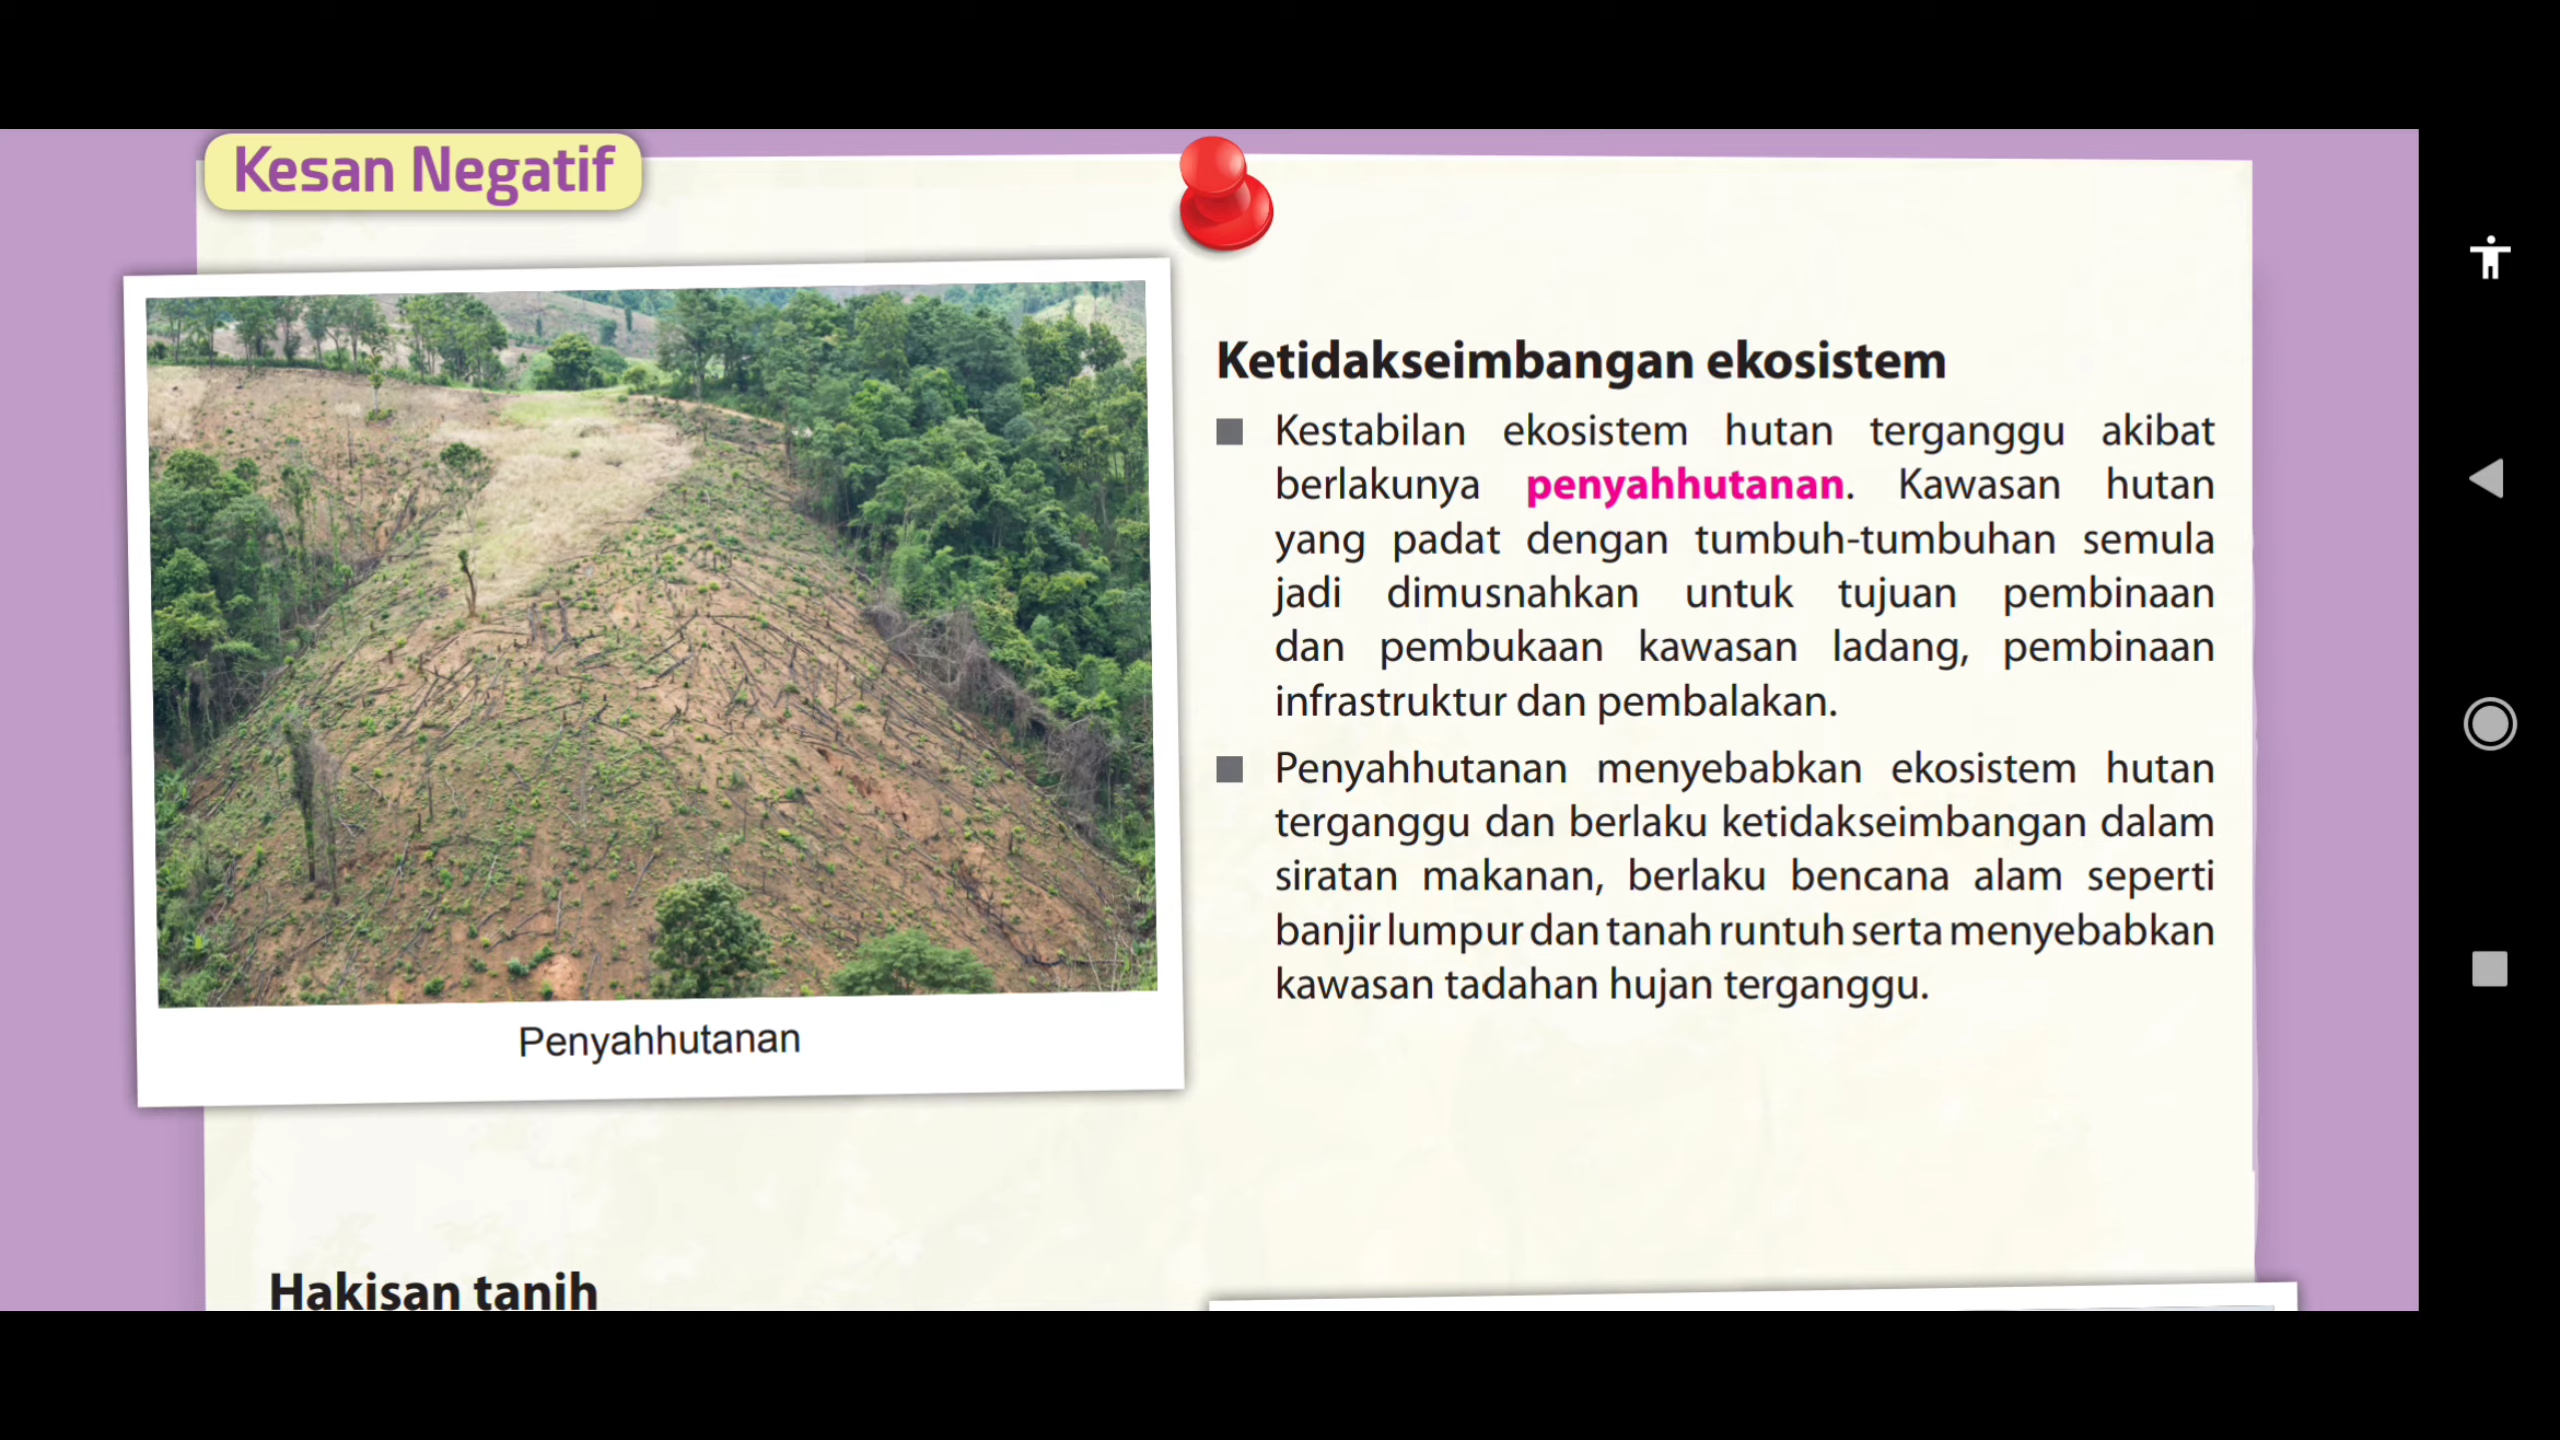 Kesan Negatif
Ketidakseimbangan ekosistem
Kestabilan ekosistem hutan terganggu akibat
berlakunya penyahhutanan. Kawasan hutan
yang padat dengan tumbuh-tumbuhan semula
jadi dimusnahkan untuk tujuan pembinaan
dan pembukaan kawasan ladang, pembinaan
infrastruktur dan pembalakan.
Penyahhutanan menyebabkan ekosistem hutan
terganggu dan berlaku ketidakseimbangan dalam
siratan makanan, berlaku bencana alam seperti
banjir lumpur dan tanah runtuh serta menyebabkan
kawasan tadahan hujan terganggu.
Penyahhutanan
Hakisan tanih